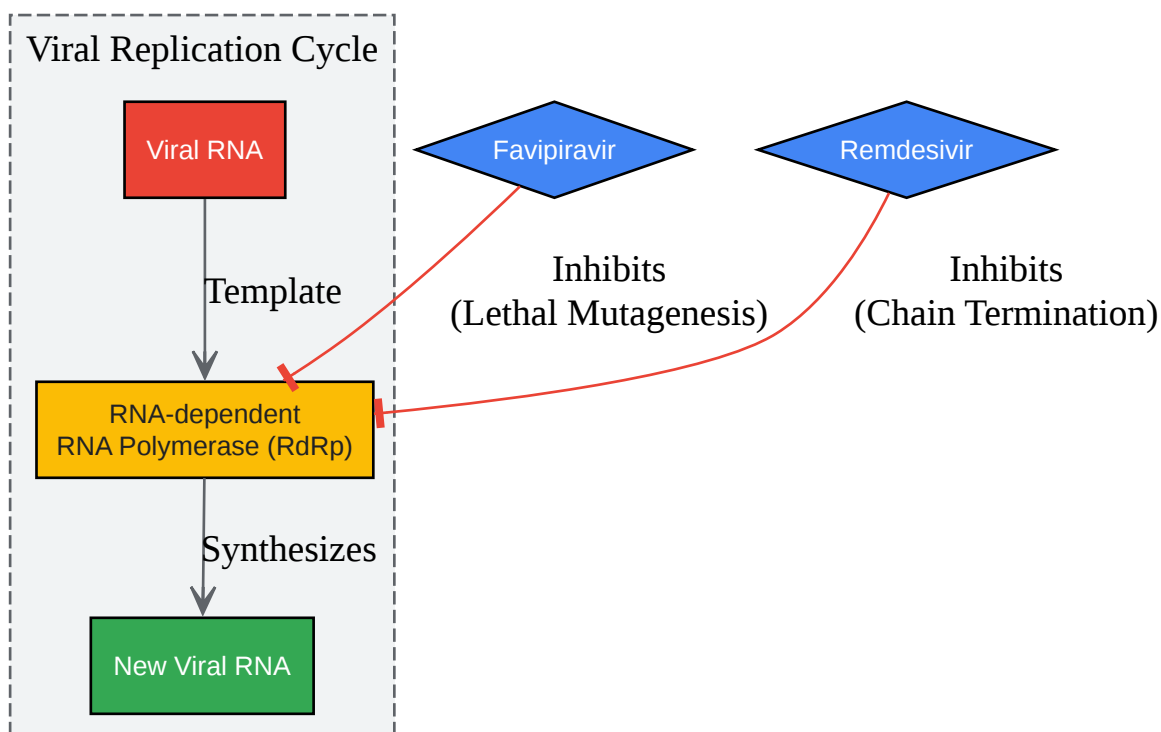 Viral Replication Cycle
Viral RNA
Favipiravir
Remdesivir
Template
Inhibits
(Lethal Mutagenesis)
Inhibits
(Chain Termination)
RNA-dependent
RNA Polymerase (RdRp)
Synthesizes
New Viral RNA